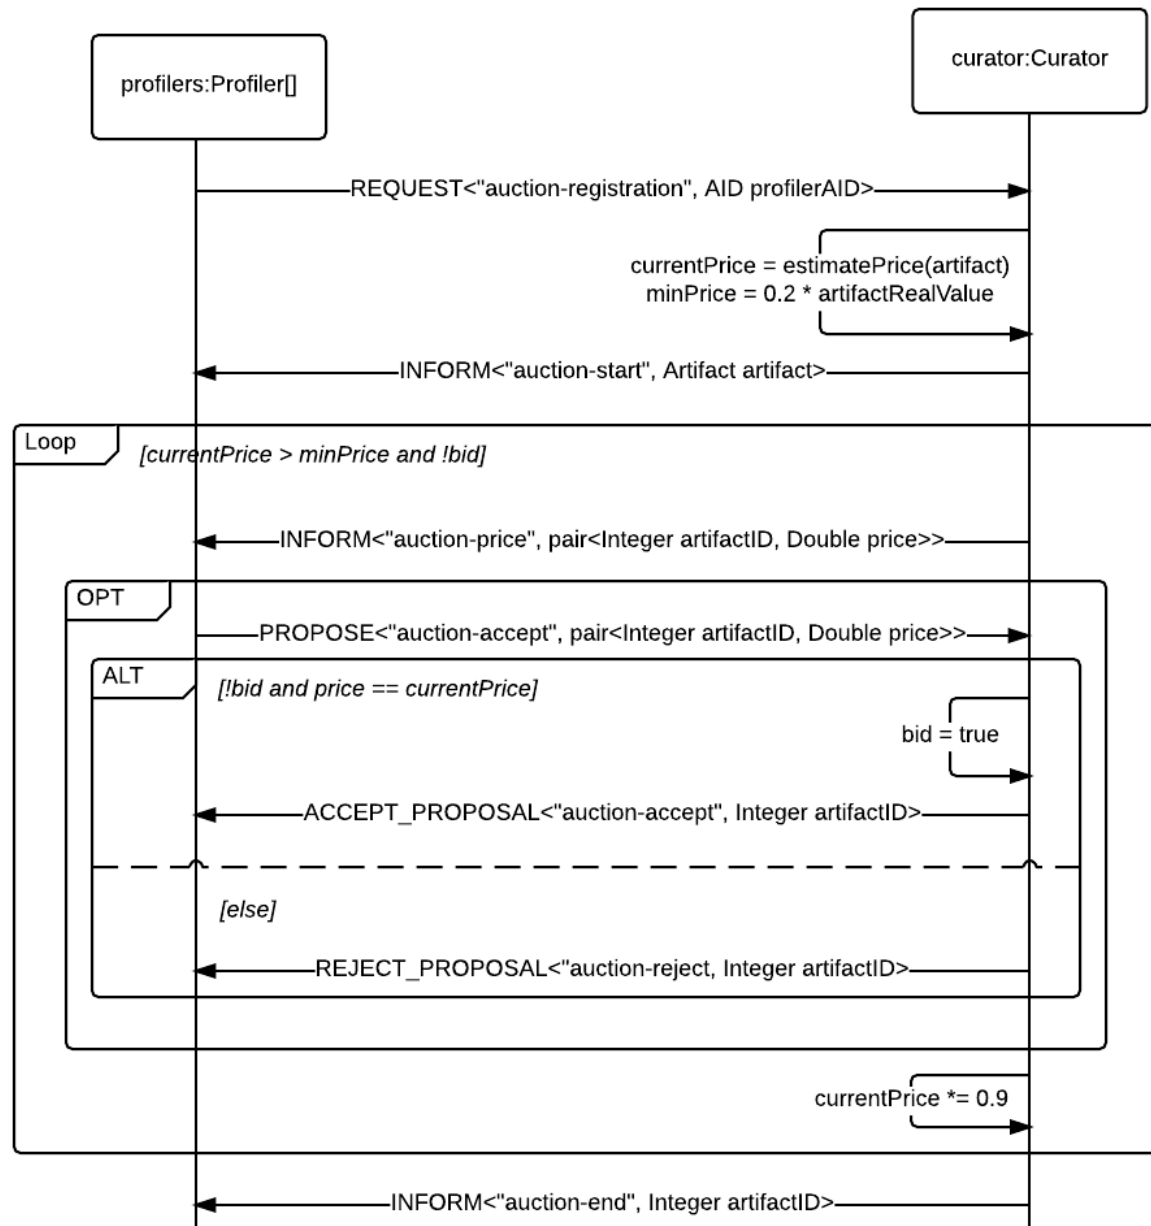 profilers:Profiler[]
curator:Curator
REQUEST<"auction-registration", AID profilerAID>
currentPrice = estimatePrice(artifact)
minPrice = 0.2 * artifactRealValue
INFORM<"auction-start", Artifact artifact>
Loop
[currentPrice > minPrice and !bid]
INFORM<"auction-price", pair<Integer artifactID, Double price>>
OPT
PROPOSE<"auction-accept", pair<Integer artifactID, Double price>>
ALT
[!bid and price == currentPrice]
bid = true
ACCEPT_PROPOSAL<"auction-accept", Integer artifactID>
[else]
REJECT_PROPOSAL<"auction-reject, Integer artifactID>
currentPrice *= 0.9
INFORM<"auction-end", Integer artifactID>